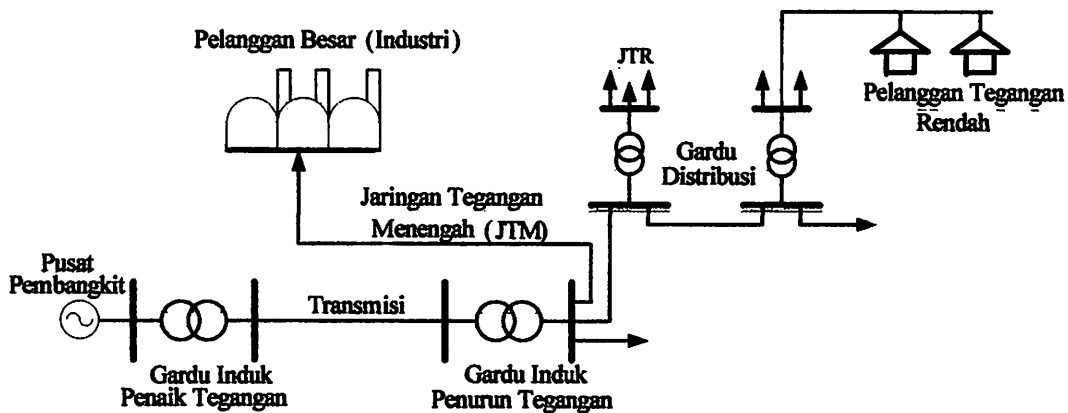 Pelanggan Besar (Industri)
JTR
Pelanggan Tegangan
Rendah
Gardu
Distribusi
Jaringan Tegangan
Menengah (JTM)
Pusat
Pembangkit
Transmisi
Gardu Induk
Penaik Tegangan
Gardu Induk
Penurun Tegangan